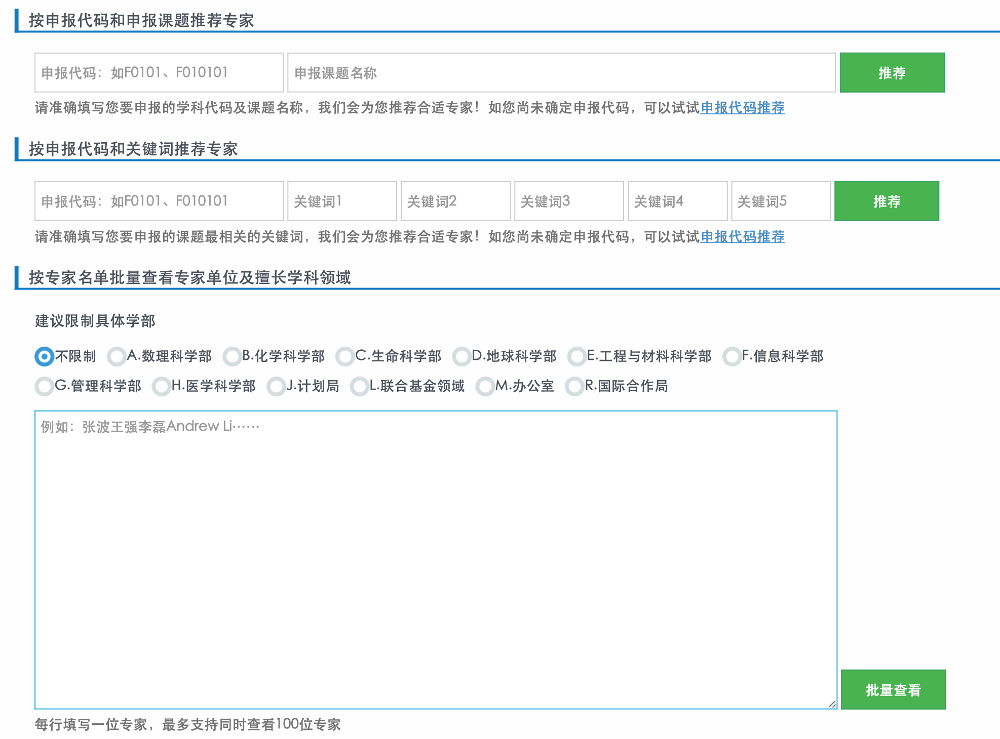 按申报代码和申报课题推荐专家
申报代码：如F0101、F010101 申报课题名称 推荐
请准确填写您要申报的学科代码及课题名称，我们会为您推荐合适专家！如您尚未确定申报代码，可以试试申报代码推荐
按申报代码和关键词推荐专家
申报代码：如F0101、F010101 关键词1 关键词2 关键词3 关键词4 关键词5 推荐
请准确填写您要申报的课题最相关的关键词，我们会为您推荐合适专家！如您尚未确定申报代码，可以试试申报代码推荐
按专家名单批量查看专家单位及擅长学科领域
建议限制具体学部
不限制 A.数理科学部 B.化学科学部 C.生命科学部 D.地球科学部 E.工程与材料科学部 F.信息科学部
G.管理科学部 H.医学科学部 J.计划局 L.联合基金领域 M.办公室 R.国际合作局
例如：张波王强李磊Andrew Li……
批量查看
每行填写一位专家，最多支持同时查看100位专家